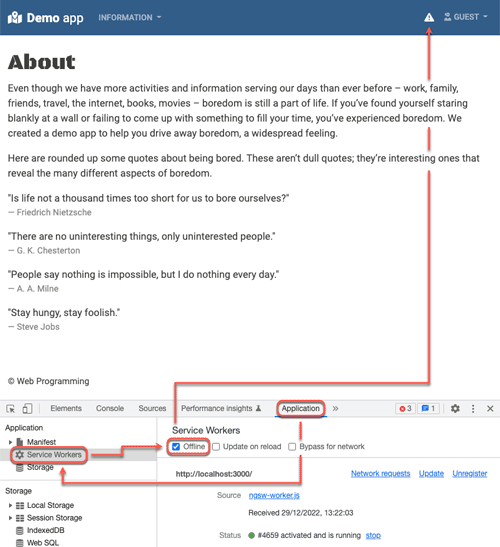 Demo app INFORMATION GUEST
About
Even though we have more activities and information serving our days than ever before – work, family,
friends, travel, the internet, books, movies – boredom is still a part of life. If you've found yourself staring
blankly at a wall or failing to come up with something to fill your time, you've experienced boredom. We
created a demo app to help you drive away boredom, a widespread feeling.
Here are rounded up some quotes about being bored. These aren't dull quotes; they're interesting ones that
reveal the many different aspects of boredom.
"Is life not a thousand times too short for us to bore ourselves?"
— Friedrich Nietzsche
"There are no uninteresting things, only uninterested people."
— G. K. Chesterton
"People say nothing is impossible, but I do nothing every day."
— A. A. Milne
"Stay hungry, stay foolish."
— Steve Jobs
© Web Programming
Elements Console Sources Performance insights Application » 3 1
Application
Manifest
Service Workers
Storage
Storage
Local Storage
Session Storage
IndexedDB
Web SQL
Service Workers
Offline Update on reload Bypass for network
http://localhost:3000/ Network requests Update Unregister
Source ngsw-worker.js
Received 29/12/2022, 13:22:03
Status #4659 activated and is running stop